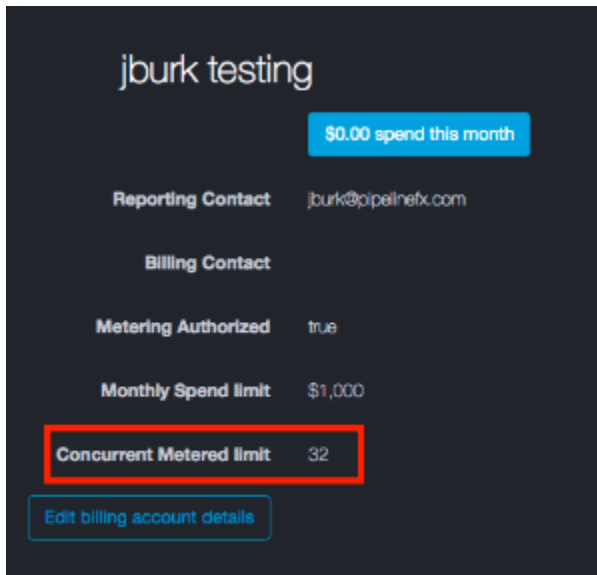 jburk testing
$0.00 spend this month
Reporting Contact jburk@pipelinefx.com
Billing Contact
Metering Authorized true
Monthly Spend limit $1,000
Concurrent Metered limit 32
Edit billing account details